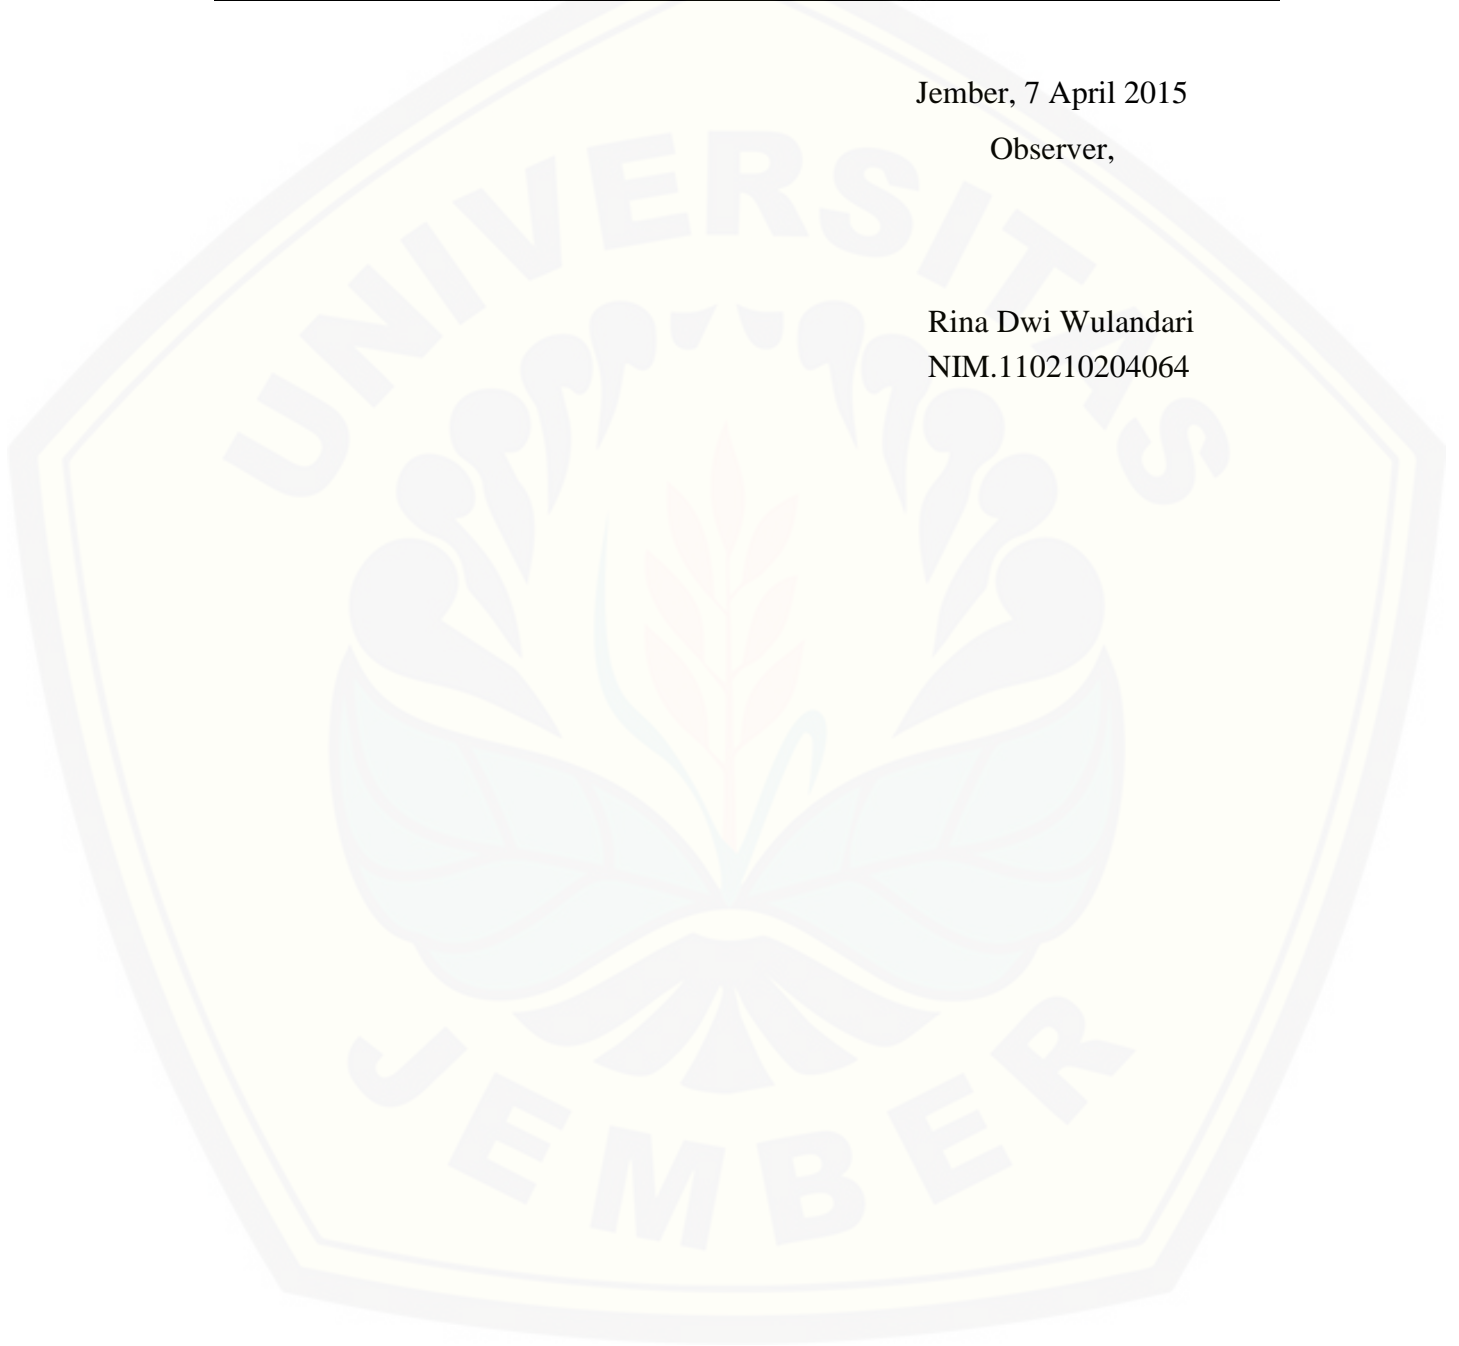 Jember, 7 April 2015
Observer,
UNIVERSITAS
Rina Dwi Wulandari
NIM.110210204064
JEMBER